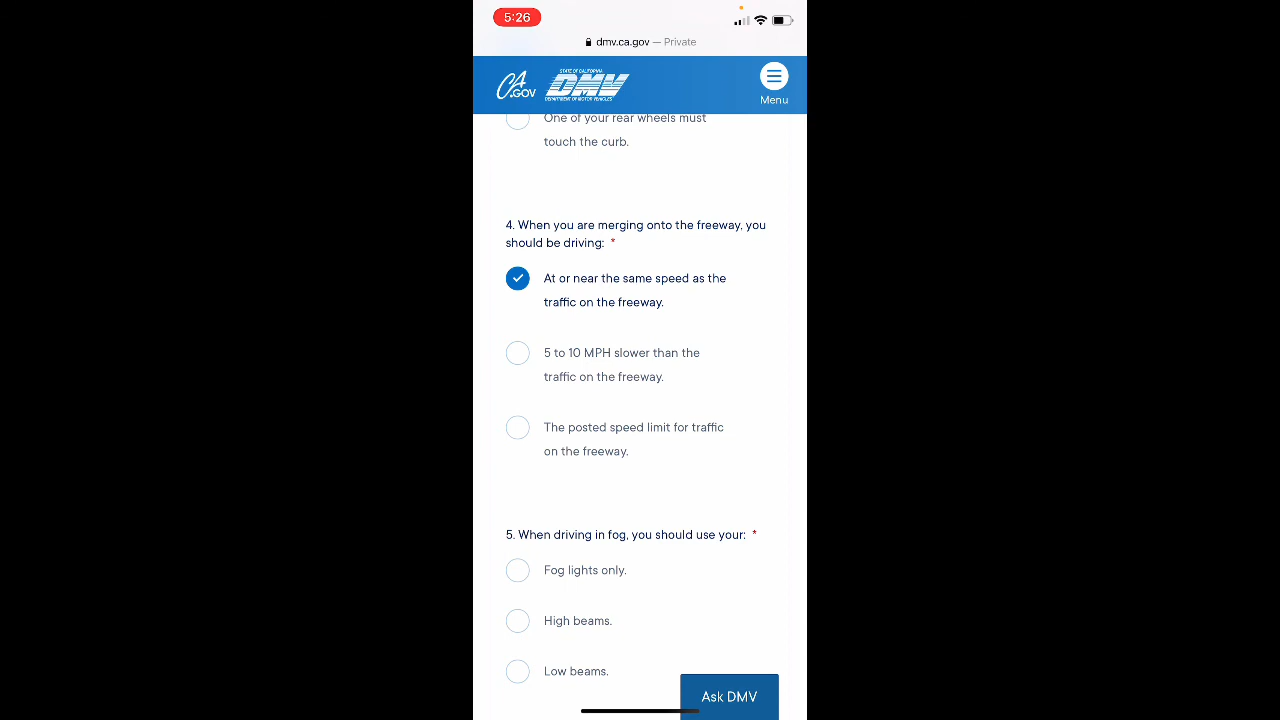 5:26
dmv.ca.gov — Private
CA.GOV
STATE OF CALIFORNIA
DMV
DEPARTMENT OF MOTOR VEHICLES
Menu
One of your rear wheels must
touch the curb.
4. When you are merging onto the freeway, you
should be driving: *
At or near the same speed as the
traffic on the freeway.
5 to 10 MPH slower than the
traffic on the freeway.
The posted speed limit for traffic
on the freeway.
5. When driving in fog, you should use your: *
Fog lights only.
High beams.
Low beams.
Ask DMV